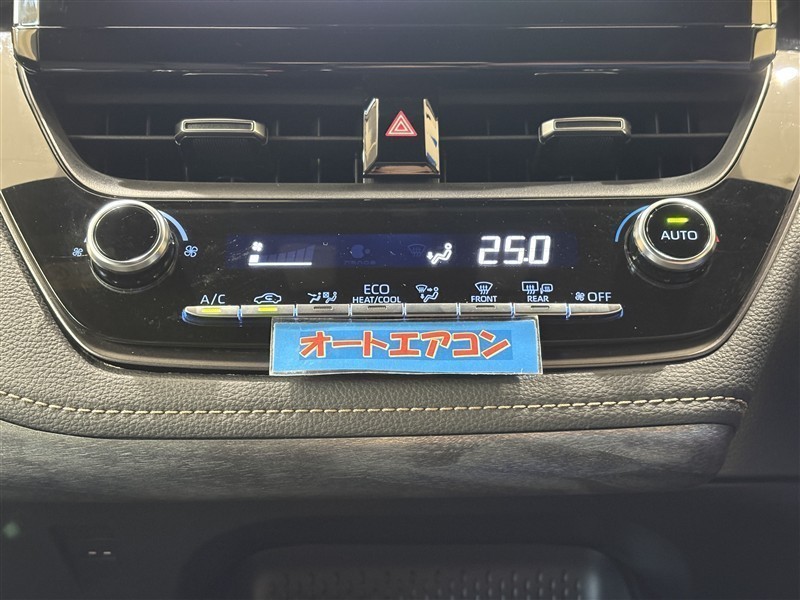 25.0
AUTO
A/C
ECO
HEAT/COOL
FRONT
REAR
OFF
オートエアコン